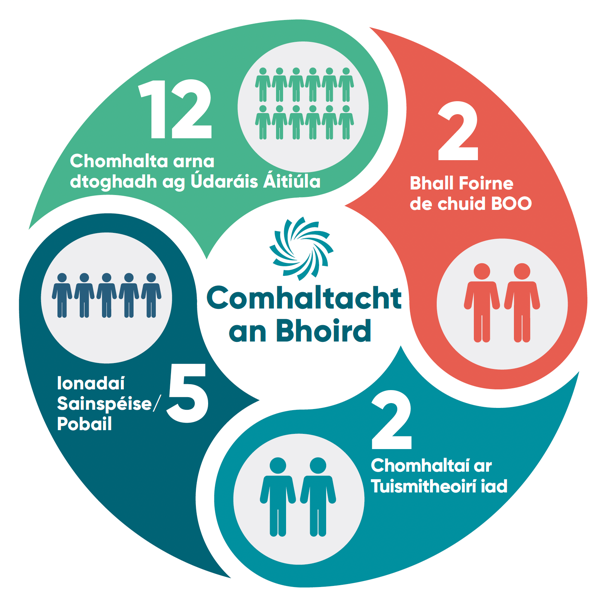 12
Chomhalta arna
dtoghadh ag Údaráis Áitiúla
2
Bhall Foirne
de chuid BOO
Comhaltacht
an Bhoird
Ionadaí
Sainspéise/
Pobail
5
2
Chomhaltaí ar
Tuismitheoirí iad